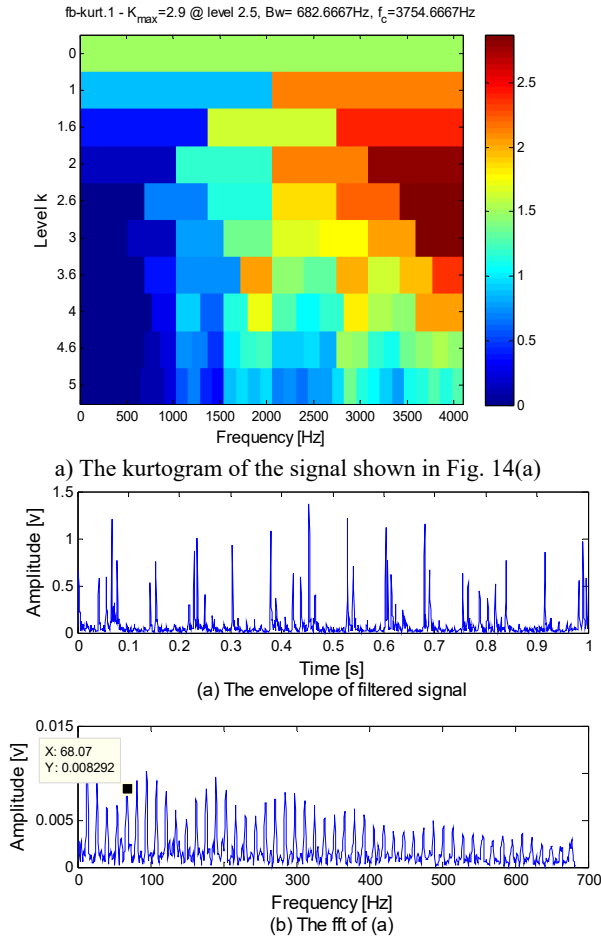 fb-kurt.1 - K_max=2.9 @ level 2.5, Bw= 682.6667Hz, f_c=3754.6667Hz
Level k
0
1
1.6
2
2.6
3
3.6
4
4.6
5
0 500 1000 1500 2000 2500 3000 3500 4000
Frequency [Hz]
2.5
2
1.5
1
0.5
0
a) The kurtogram of the signal shown in Fig. 14(a)
Amplitude [v]
1.5
1
0.5
0
0 0.1 0.2 0.3 0.4 0.5 0.6 0.7 0.8 0.9 1
Time [s]
(a) The envelope of filtered signal
Amplitude [v]
0.015
0.005
0
X: 68.07
Y: 0.008292
0 100 200 300 400 500 600 700
Frequency [Hz]
(b) The fft of (a)